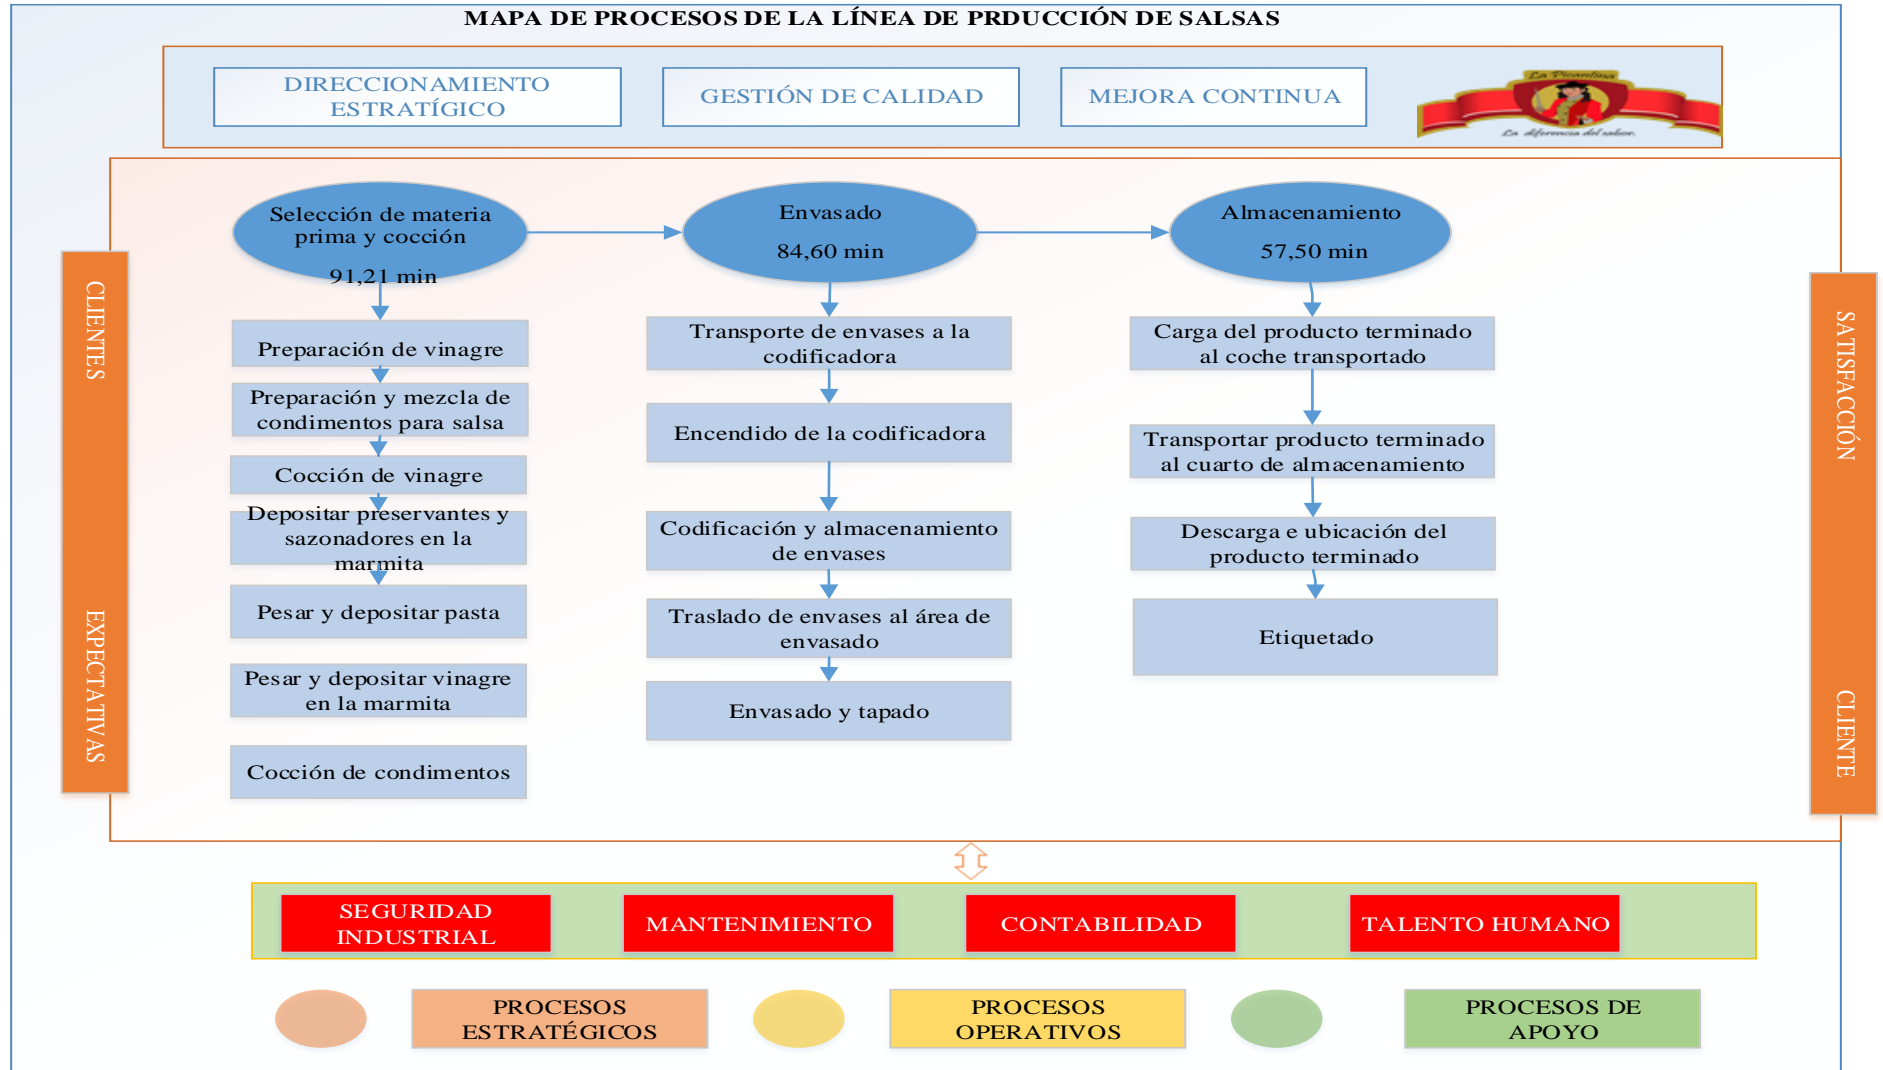 MAPA DE PROCESOS DE LA LÍNEA DE PRDUCCIÓN DE SALSAS
DIRECCIONAMIENTO
ESTRATÍGICO
GESTIÓN DE CALIDAD
MEJORA CONTINUA
La Picantina
La diferencia del sabor.
CLIENTES
EXPECTATIVAS
Selección de materia
prima y cocción
91,21 min
Preparación de vinagre
Preparación y mezcla de
condimentos para salsa
Cocción de vinagre
Depositar preservantes y
sazonadores en la
marmita
Pesar y depositar pasta
Pesar y depositar vinagre
en la marmita
Cocción de condimentos
Envasado
84,60 min
Transporte de envases a la
codificadora
Encendido de la codificadora
Codificación y almacenamiento
de envases
Traslado de envases al área de
envasado
Envasado y tapado
Almacenamiento
57,50 min
Carga del producto terminado
al coche transportado
Transportar producto terminado
al cuarto de almacenamiento
Descarga e ubicación del
producto terminado
Etiquetado
SATISFACCIÓN
CLIENTE
SEGURIDAD
INDUSTRIAL
MANTENIMIENTO
CONTABILIDAD
TALENTO HUMANO
PROCESOS
ESTRATÉGICOS
PROCESOS
OPERATIVOS
PROCESOS DE
APOYO